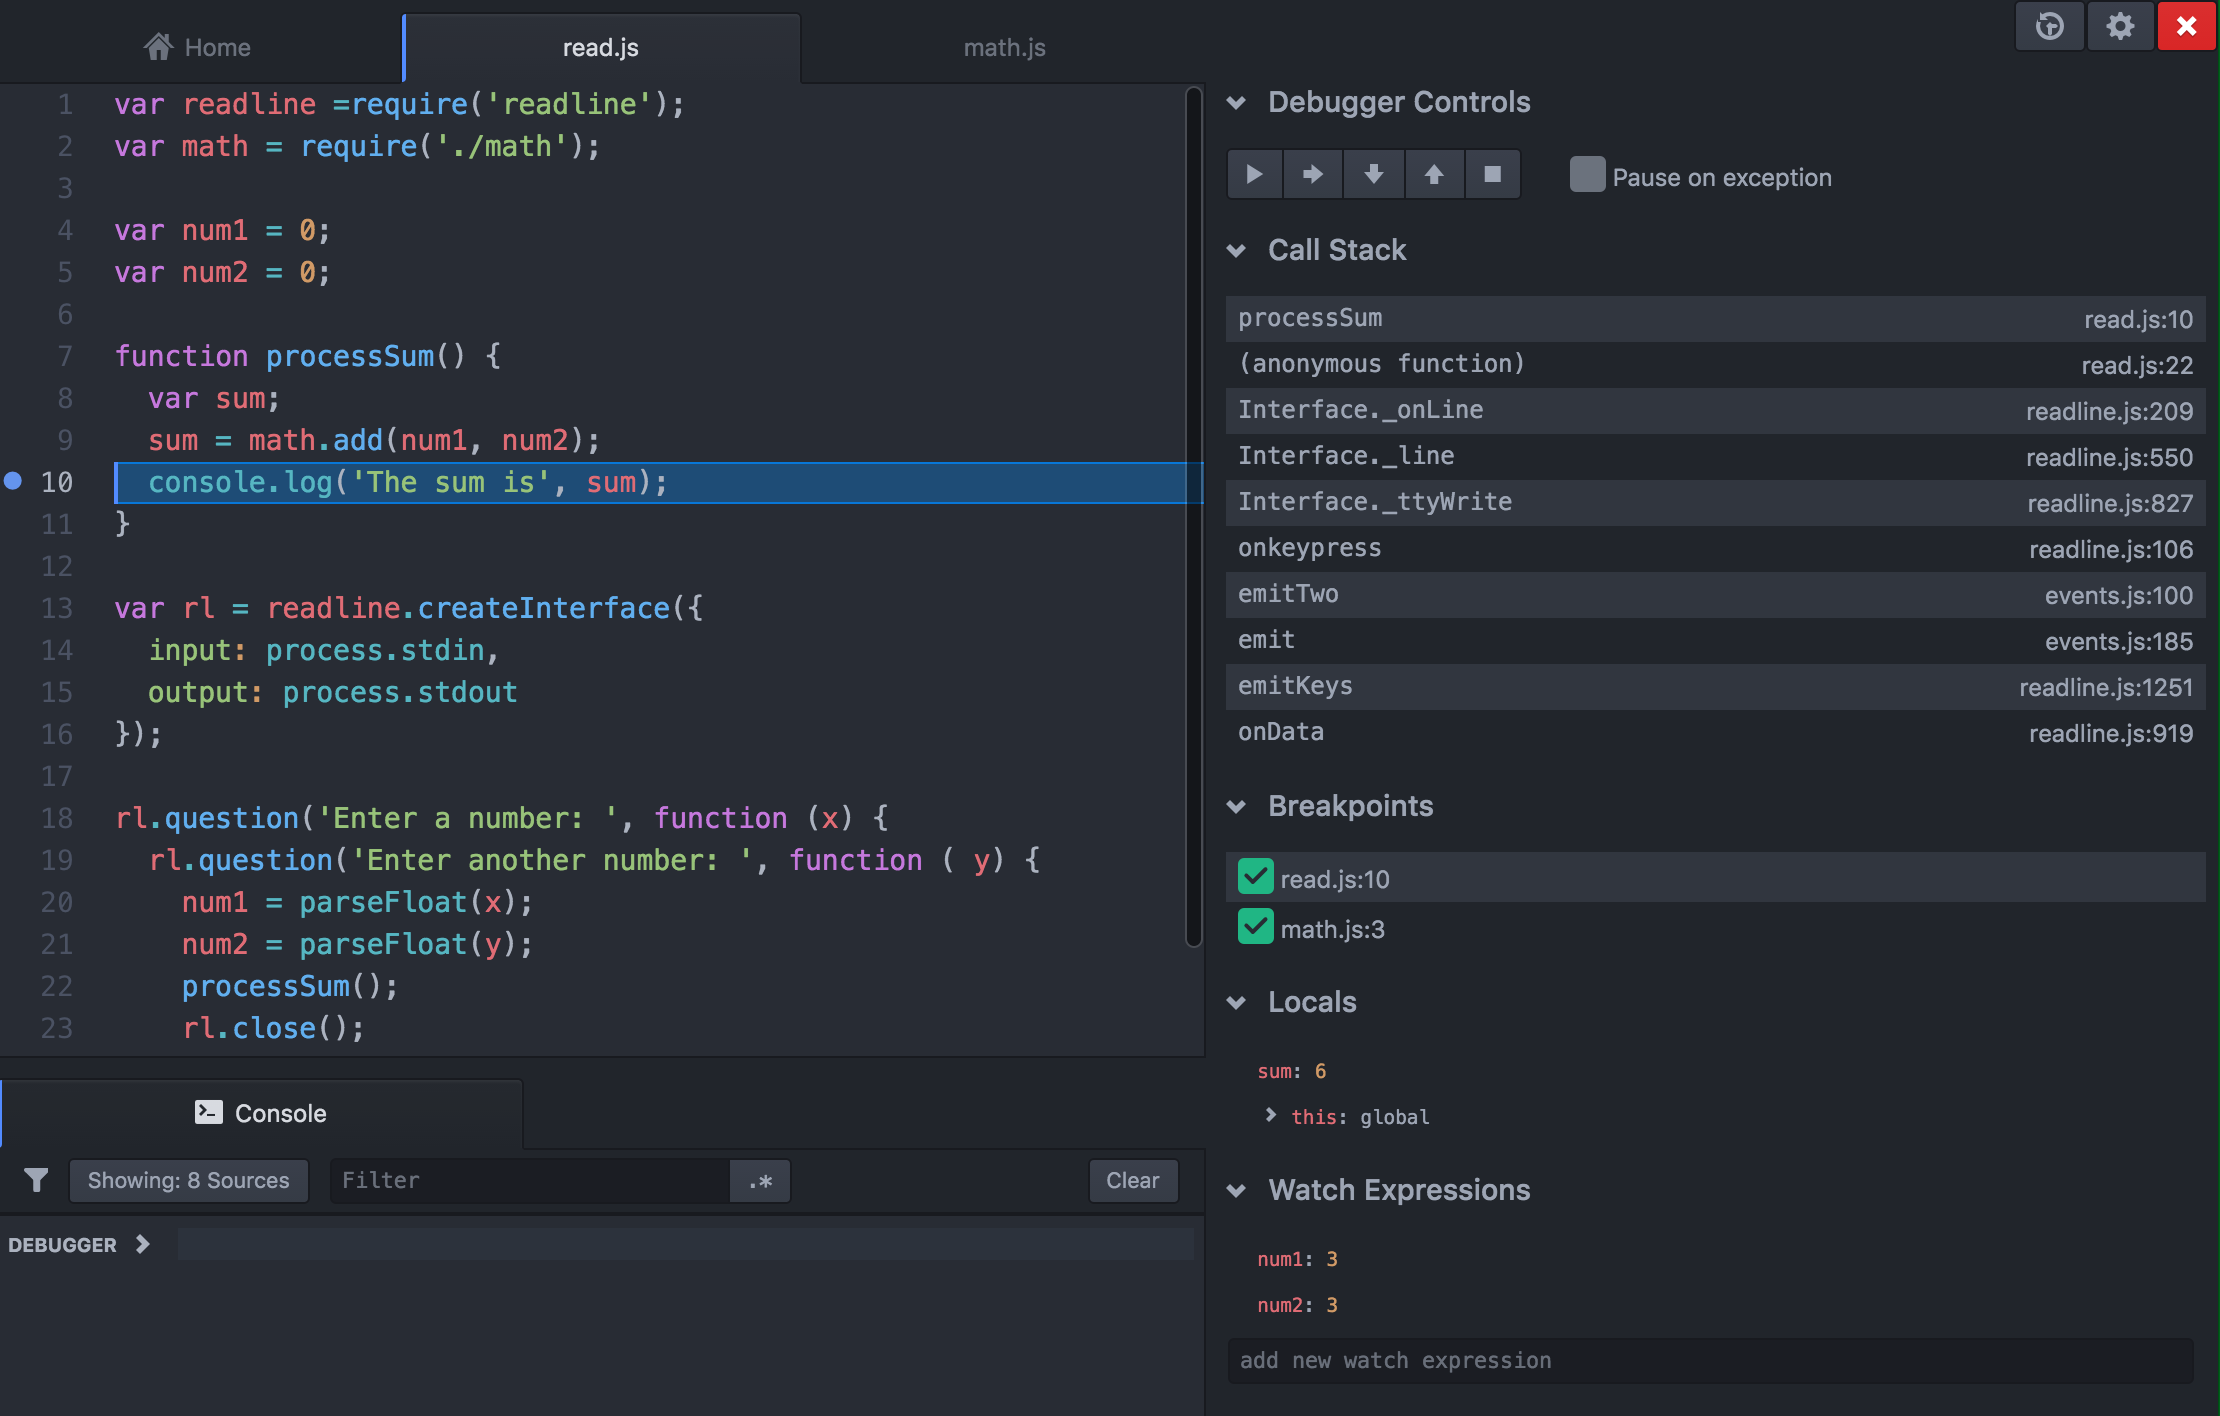 Home
read.js
math.js
1 var readline =require('readline');
2 var math = require('./math');
3
4 var num1 = 0;
5 var num2 = 0;
6
7 function processSum() {
8   var sum;
9   sum = math.add(num1, num2);
10   console.log('The sum is', sum);
11 }
12
13 var rl = readline.createInterface({
14   input: process.stdin,
15   output: process.stdout
16 });
17
18 rl.question('Enter a number: ', function (x) {
19   rl.question('Enter another number: ', function ( y) {
20     num1 = parseFloat(x);
21     num2 = parseFloat(y);
22     processSum();
23     rl.close();
Console
Showing: 8 Sources
Filter
.*
Clear
DEBUGGER
Debugger Controls
Pause on exception
Call Stack
processSum read.js:10
(anonymous function) read.js:22
Interface._onLine readline.js:209
Interface._line readline.js:550
Interface._ttyWrite readline.js:827
onkeypress readline.js:106
emitTwo events.js:100
emit events.js:185
emitKeys readline.js:1251
onData readline.js:919
Breakpoints
read.js:10
math.js:3
Locals
sum: 6
this: global
Watch Expressions
num1: 3
num2: 3
add new watch expression